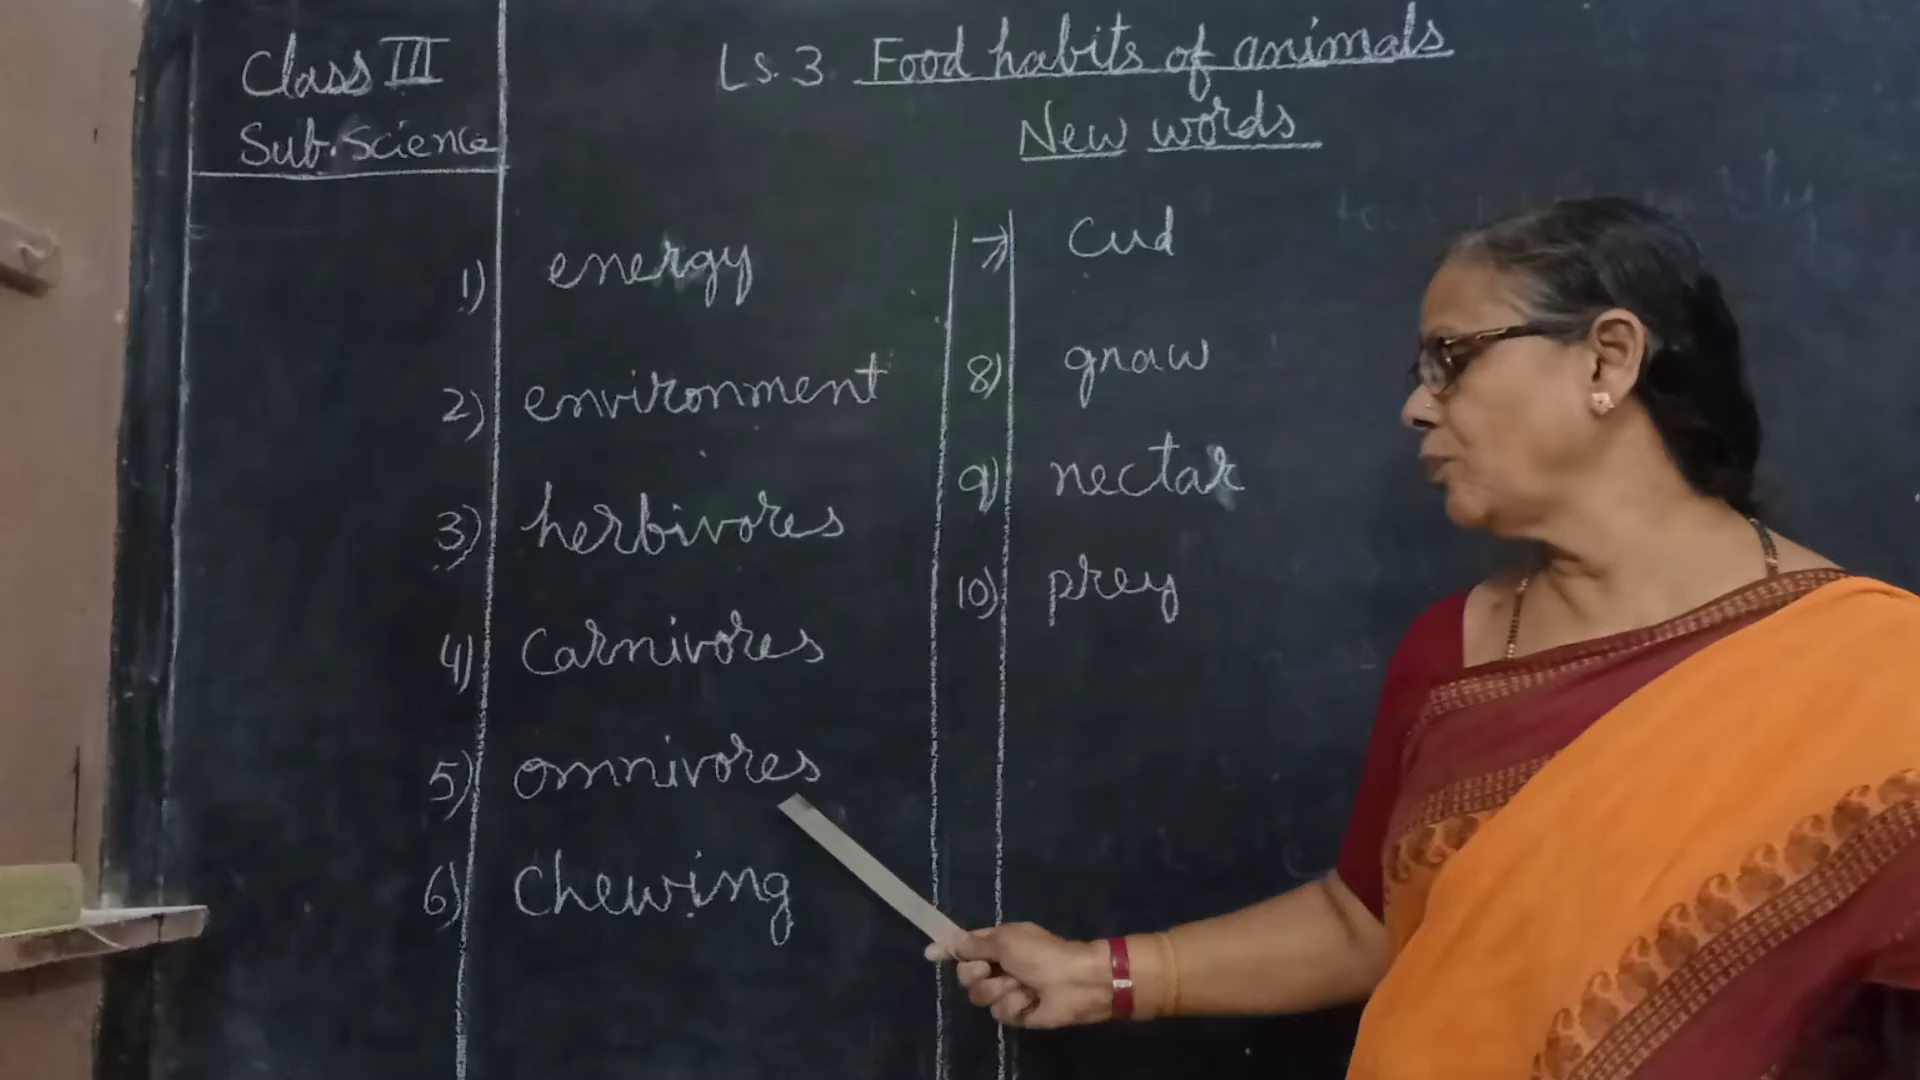 Class III
Sub. Science
Ls. 3 Food habits of animals
New words
1) energy
2) environment
3) herbivores
4) Carnivores
5) omnivores
6) Chewing
7) Cud
8) gnaw
9) nectar
10) prey